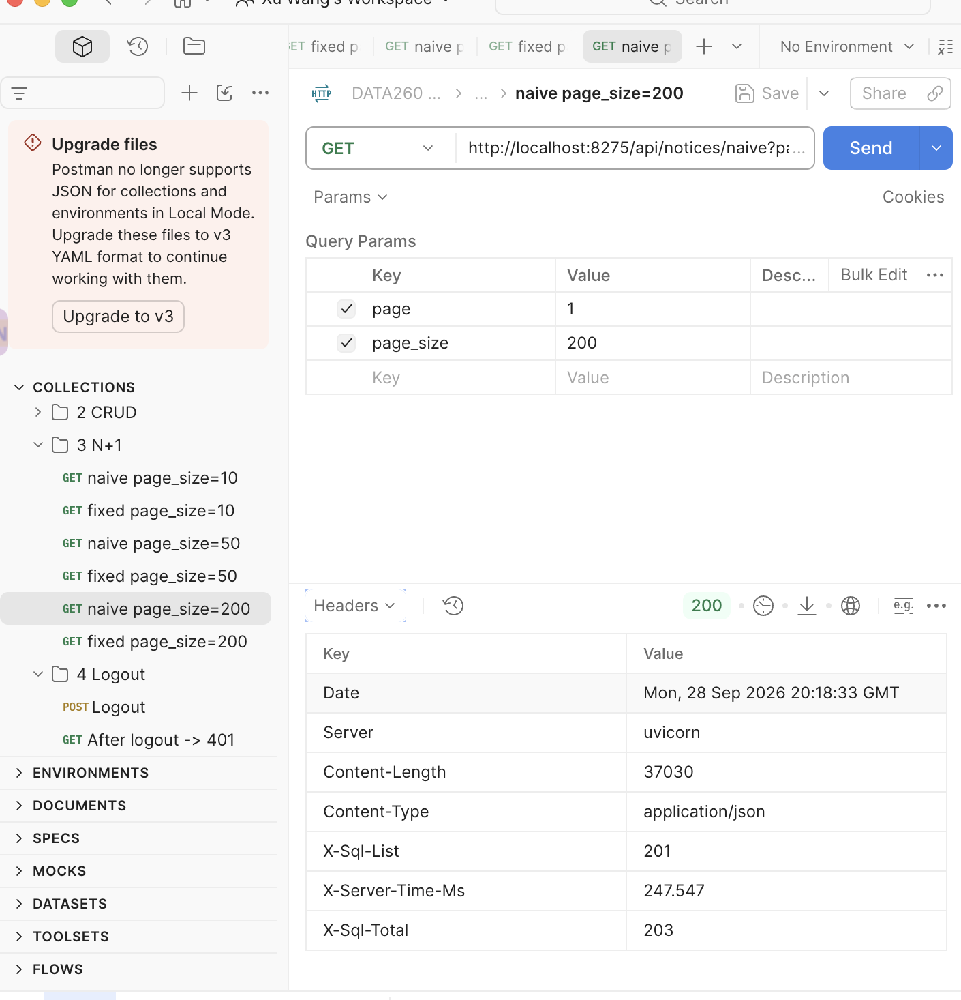 Xu Wang's Workspace
Search
GET fixed p
GET naive p
GET fixed p
GET naive p
No Environment
HTTP
DATA260 ...
...
naive page_size=200
Save
Share
Upgrade files
Postman no longer supports
JSON for collections and
environments in Local Mode.
Upgrade these files to v3
YAML format to continue
working with them.
Upgrade to v3
GET
http://localhost:8275/api/notices/naive?pa...
Send
Params
Cookies
Query Params
Key Value Desc... Bulk Edit
page 1
page_size 200
Key Value Description
COLLECTIONS
2 CRUD
3 N+1
GET naive page_size=10
GET fixed page_size=10
GET naive page_size=50
GET fixed page_size=50
GET naive page_size=200
GET fixed page_size=200
4 Logout
POST Logout
GET After logout -> 401
ENVIRONMENTS
DOCUMENTS
SPECS
MOCKS
DATASETS
TOOLSETS
FLOWS
Headers
200
e.g.
Key Value
Date Mon, 28 Sep 2026 20:18:33 GMT
Server uvicorn
Content-Length 37030
Content-Type application/json
X-Sql-List 201
X-Server-Time-Ms 247.547
X-Sql-Total 203